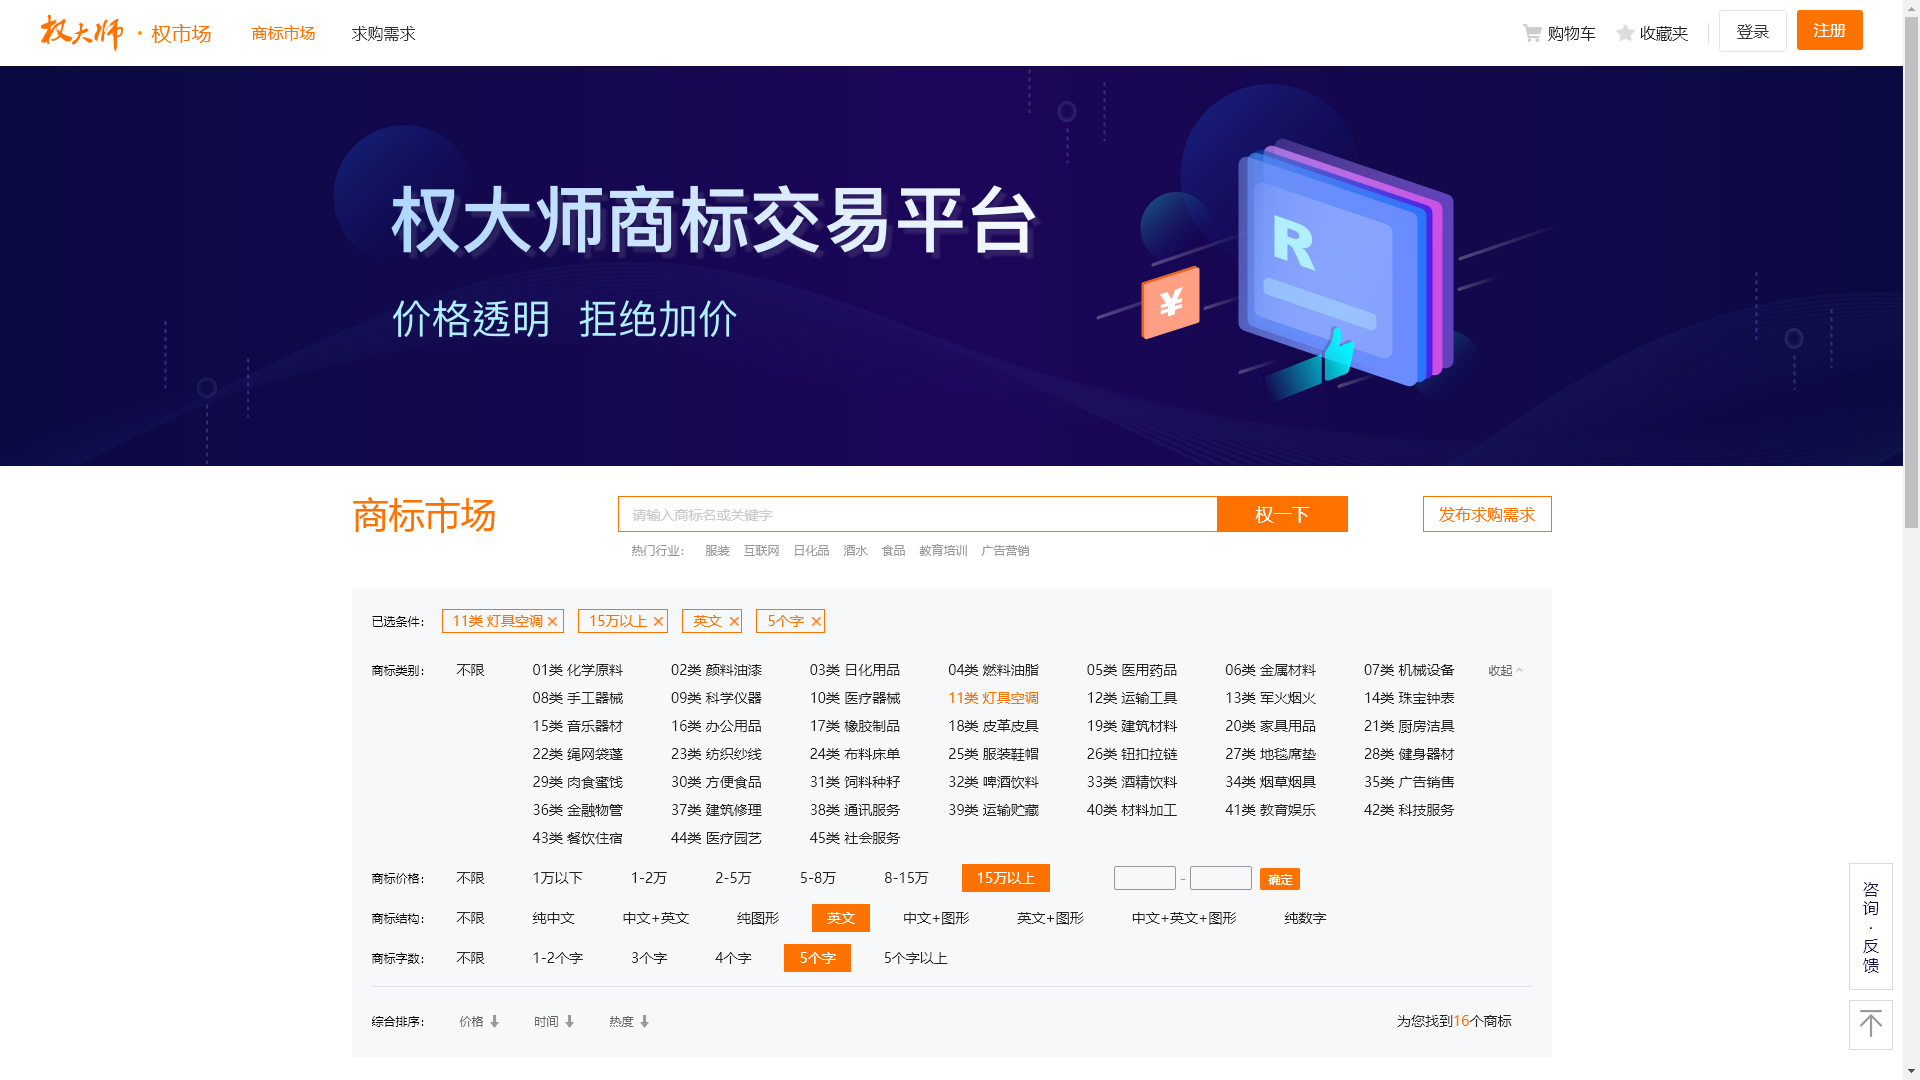 权大师 · 权市场 商标市场 求购需求 购物车 收藏夹 登录 注册
权大师商标交易平台
价格透明 拒绝加价
R
¥
商标市场 请输入商标名或关键字 权一下 发布求购需求
热门行业： 服装 互联网 日化品 酒水 食品 教育培训 广告营销
已选条件： 11类 灯具空调 15万以上 英文 5个字
商标类别： 不限 01类 化学原料 02类 颜料油漆 03类 日化用品 04类 燃料油脂 05类 医用药品 06类 金属材料 07类 机械设备 收起
08类 手工器械 09类 科学仪器 10类 医疗器械 11类 灯具空调 12类 运输工具 13类 军火烟火 14类 珠宝钟表
15类 音乐器材 16类 办公用品 17类 橡胶制品 18类 皮革皮具 19类 建筑材料 20类 家具用品 21类 厨房洁具
22类 绳网袋蓬 23类 纺织纱线 24类 布料床单 25类 服装鞋帽 26类 钮扣拉链 27类 地毯席垫 28类 健身器材
29类 肉食蜜饯 30类 方便食品 31类 饲料种籽 32类 啤酒饮料 33类 酒精饮料 34类 烟草烟具 35类 广告销售
36类 金融物管 37类 建筑修理 38类 通讯服务 39类 运输贮藏 40类 材料加工 41类 教育娱乐 42类 科技服务
43类 餐饮住宿 44类 医疗园艺 45类 社会服务
商标价格： 不限 1万以下 1-2万 2-5万 5-8万 8-15万 15万以上 - 确定
商标结构： 不限 纯中文 中文+英文 纯图形 英文 中文+图形 英文+图形 中文+英文+图形 纯数字
商标字数： 不限 1-2个字 3个字 4个字 5个字 5个字以上
综合排序： 价格 时间 热度 为您找到16个商标
咨询·反馈